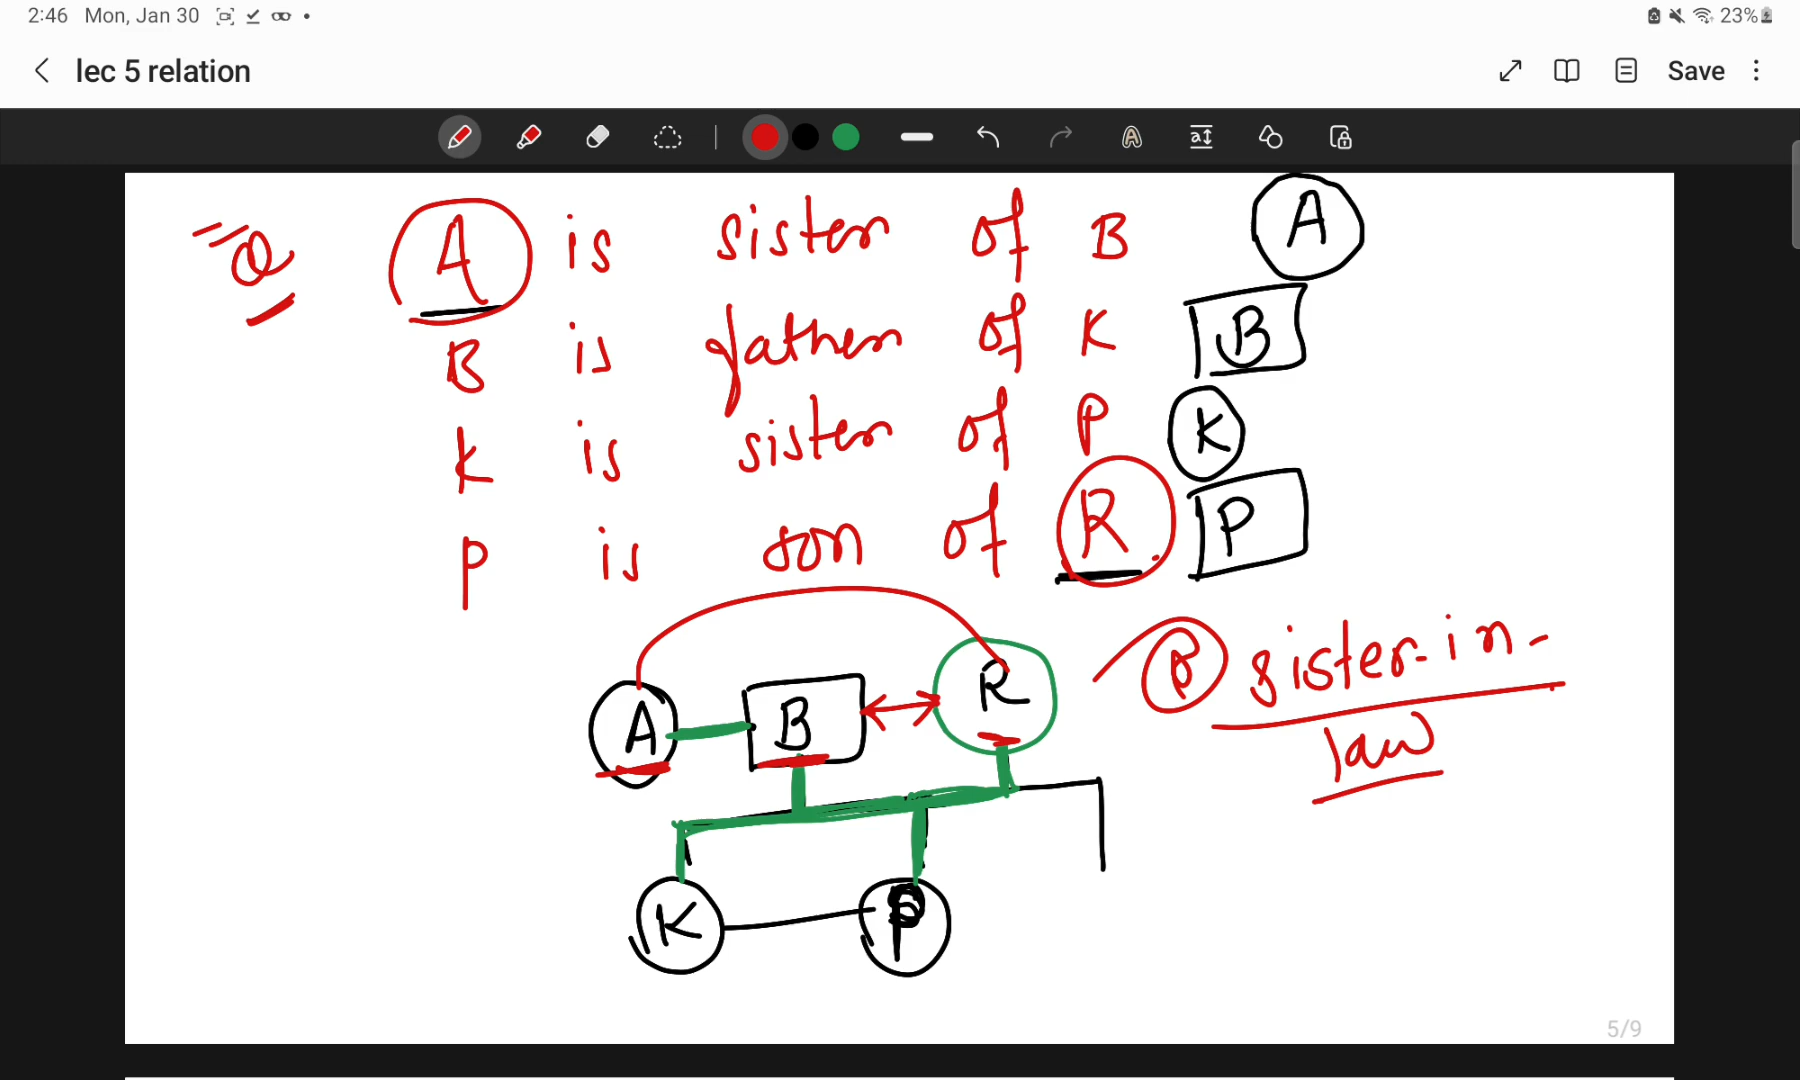 2:46 Mon, Jan 30 23%
lec 5 relation Save
Q A is sister of B A
B is father of K B
K is sister of P K
P is son of R. P
R sister-in-
law
A B R
K P
5/9